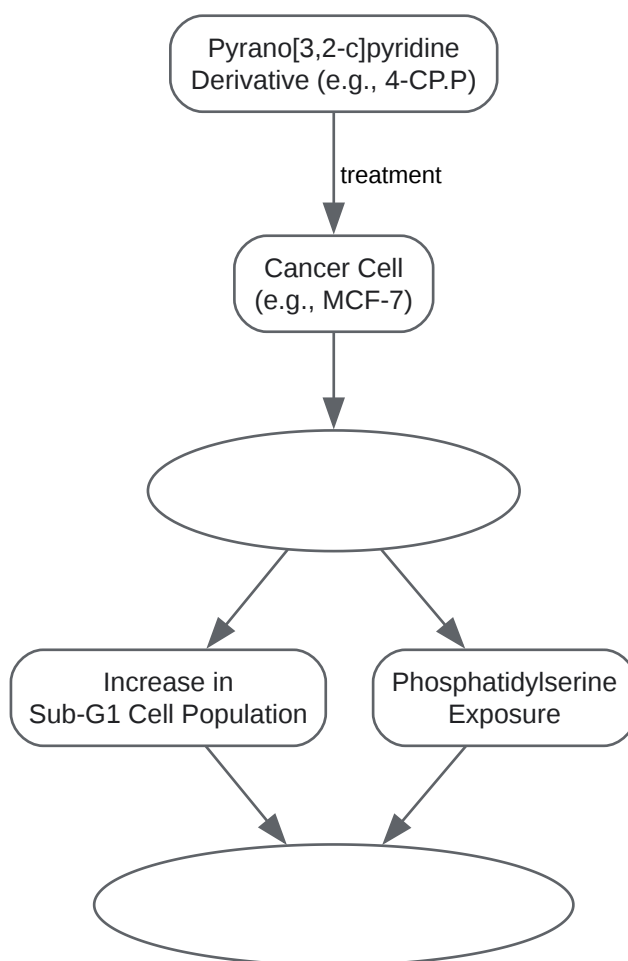 Pyrano[3,2-c]pyridine
Derivative (e.g., 4-CP.P)
treatment
Cancer Cell
(e.g., MCF-7)
Increase in
Sub-G1 Cell Population
Phosphatidylserine
Exposure